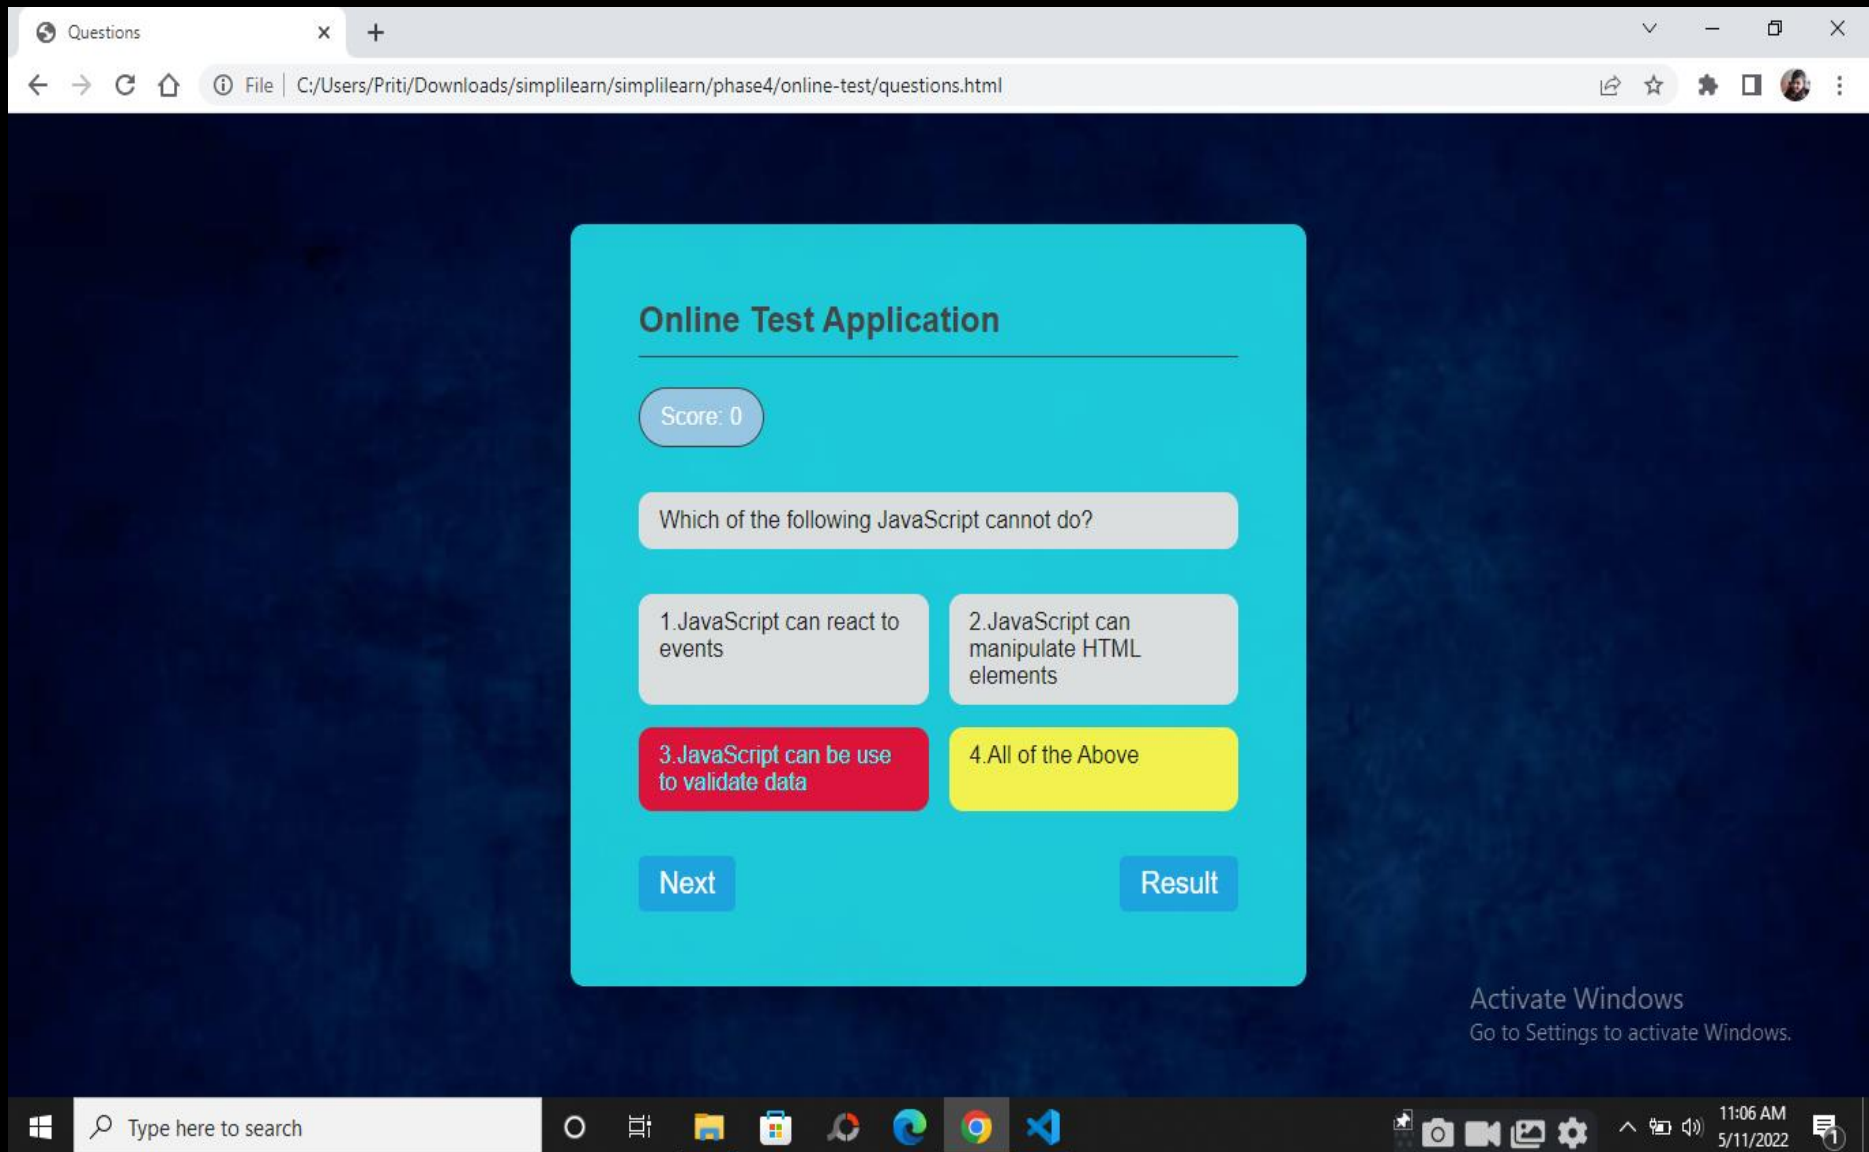 Questions
File | C:/Users/Priti/Downloads/simplilearn/simplilearn/phase4/online-test/questions.html
Online Test Application
Score: 0
Which of the following JavaScript cannot do?
1.JavaScript can react to
events
2.JavaScript can
manipulate HTML
elements
3.JavaScript can be use
to validate data
4.All of the Above
Next
Result
Activate Windows
Go to Settings to activate Windows.
Type here to search
11:06 AM
5/11/2022
1